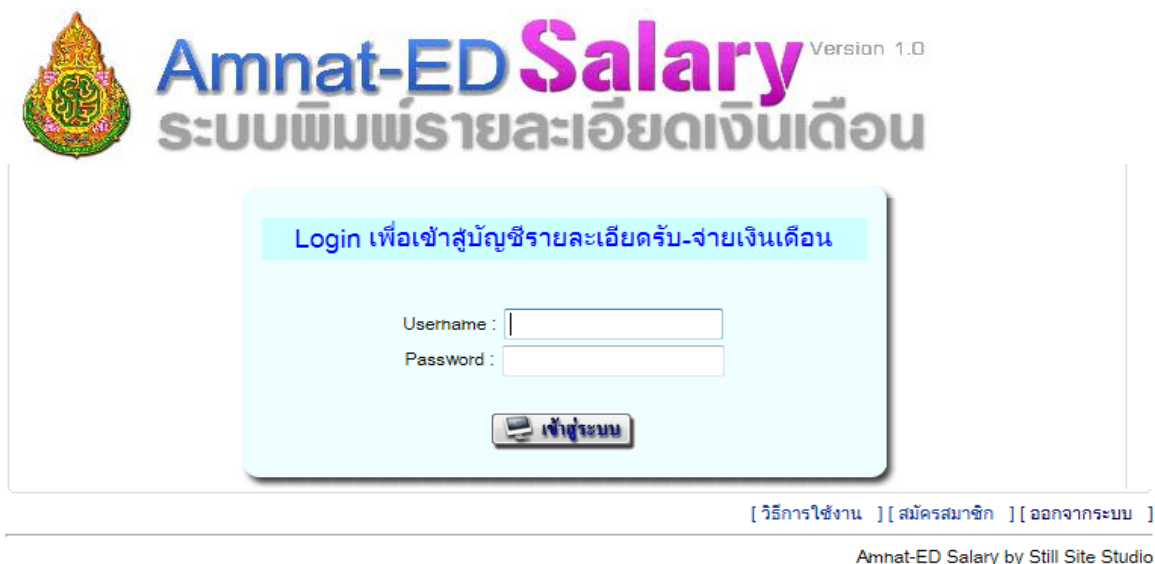 Amnat-ED Salary Version 1.0
ระบบพิมพ์รายละเอียดเงินเดือน
Login เพื่อเข้าสู่บัญชีรายละเอียดรับ-จ่ายเงินเดือน
Username :
Password :
เข้าสู่ระบบ
[ วิธีการใช้งาน ] [ สมัครสมาชิก ] [ ออกจากระบบ ]
Amnat-ED Salary by Still Site Studio